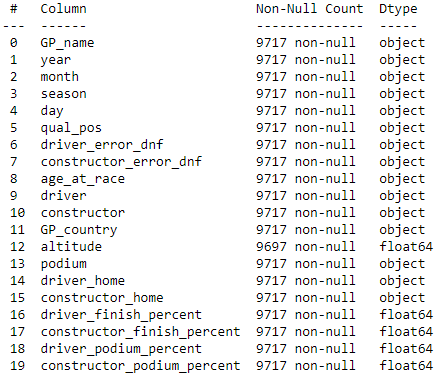 #   Column                      Non-Null Count  Dtype
---  ------                      --------------  -----
 0   GP_name                     9717 non-null   object
 1   year                        9717 non-null   object
 2   month                       9717 non-null   object
 3   season                      9717 non-null   object
 4   day                         9717 non-null   object
 5   qual_pos                    9717 non-null   object
 6   driver_error_dnf            9717 non-null   object
 7   constructor_error_dnf       9717 non-null   object
 8   age_at_race                 9717 non-null   object
 9   driver                      9717 non-null   object
 10  constructor                 9717 non-null   object
 11  GP_country                  9717 non-null   object
 12  altitude                    9697 non-null   float64
 13  podium                      9717 non-null   object
 14  driver_home                 9717 non-null   object
 15  constructor_home            9717 non-null   object
 16  driver_finish_percent       9717 non-null   float64
 17  constructor_finish_percent  9717 non-null   float64
 18  driver_podium_percent       9717 non-null   float64
 19  constructor_podium_percent  9717 non-null   float64